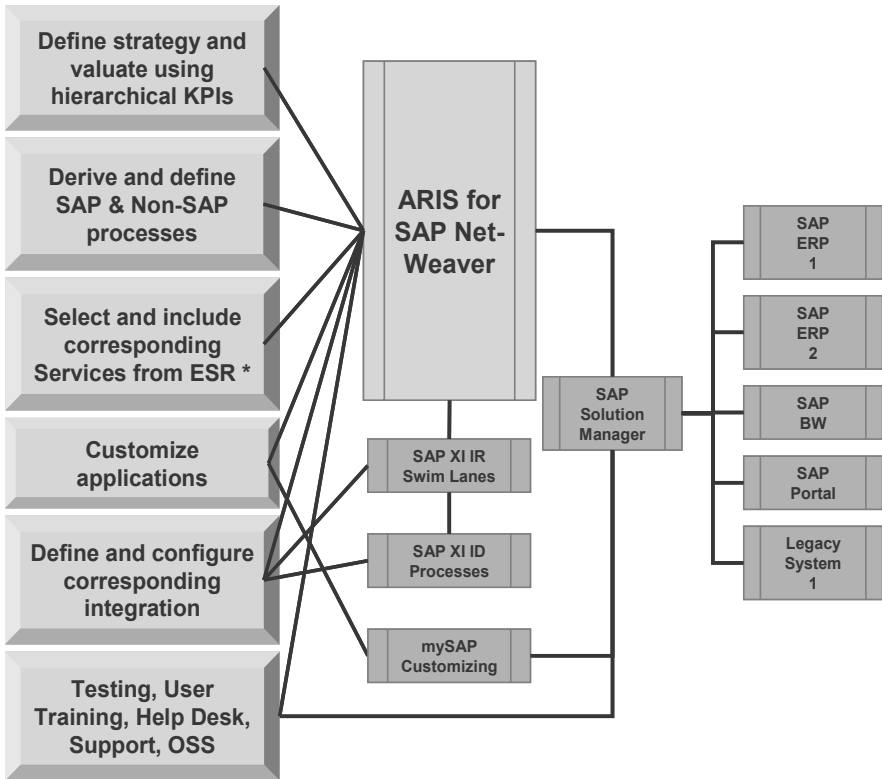 Define strategy and
valuate using
hierarchical KPIs
Derive and define
SAP & Non-SAP
processes
Select and include
corresponding
Services from ESR *
Customize
applications
Define and configure
corresponding
integration
Testing, User
Training, Help Desk,
Support, OSS
ARIS for
SAP Net-
Weaver
SAP XI IR
Swim Lanes
SAP XI ID
Processes
mySAP
Customizing
SAP
Solution
Manager
SAP
ERP
1
SAP
ERP
2
SAP
BW
SAP
Portal
Legacy
System
1